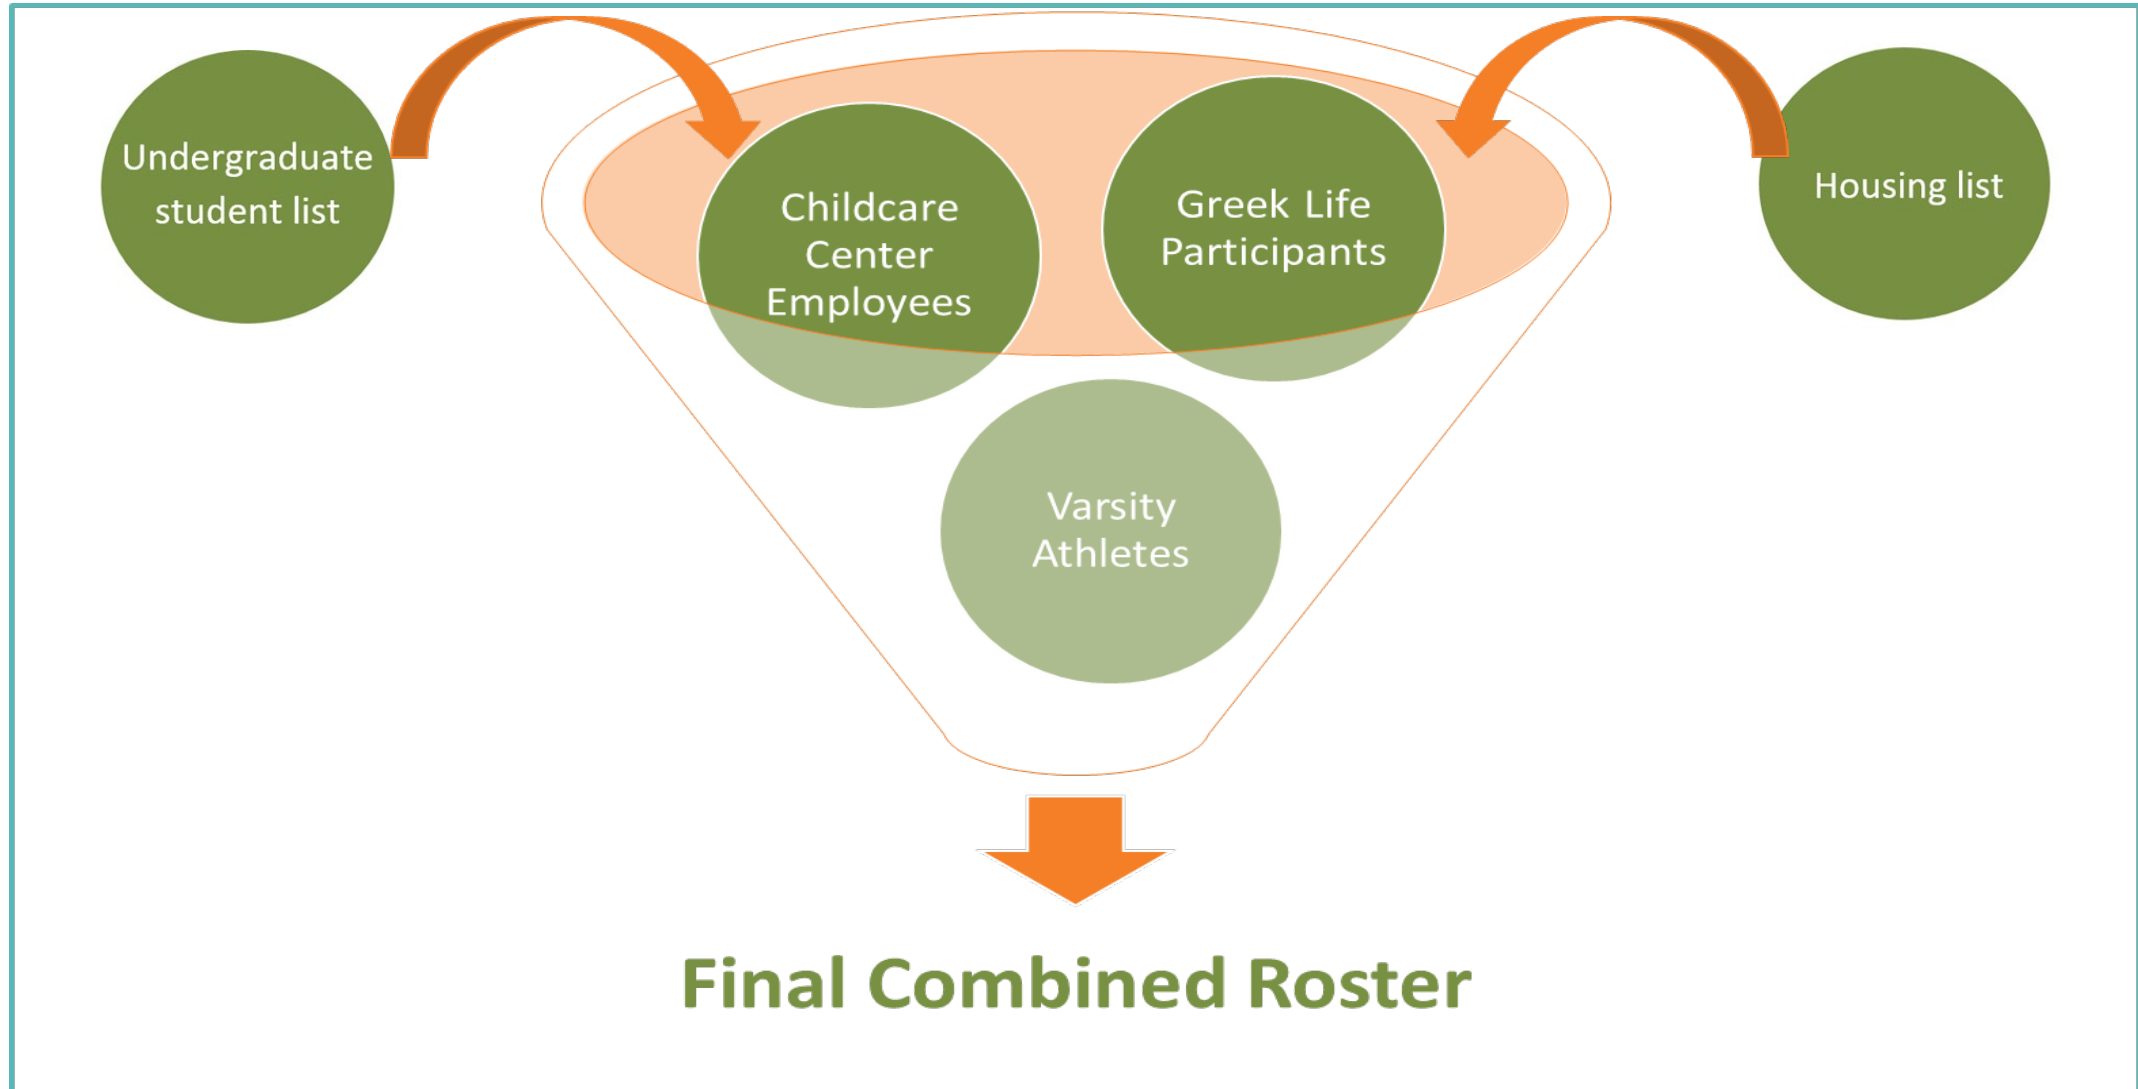 Undergraduate
student list
Childcare
Center
Employees
Greek Life
Participants
Housing list
Varsity
Athletes
Final Combined Roster